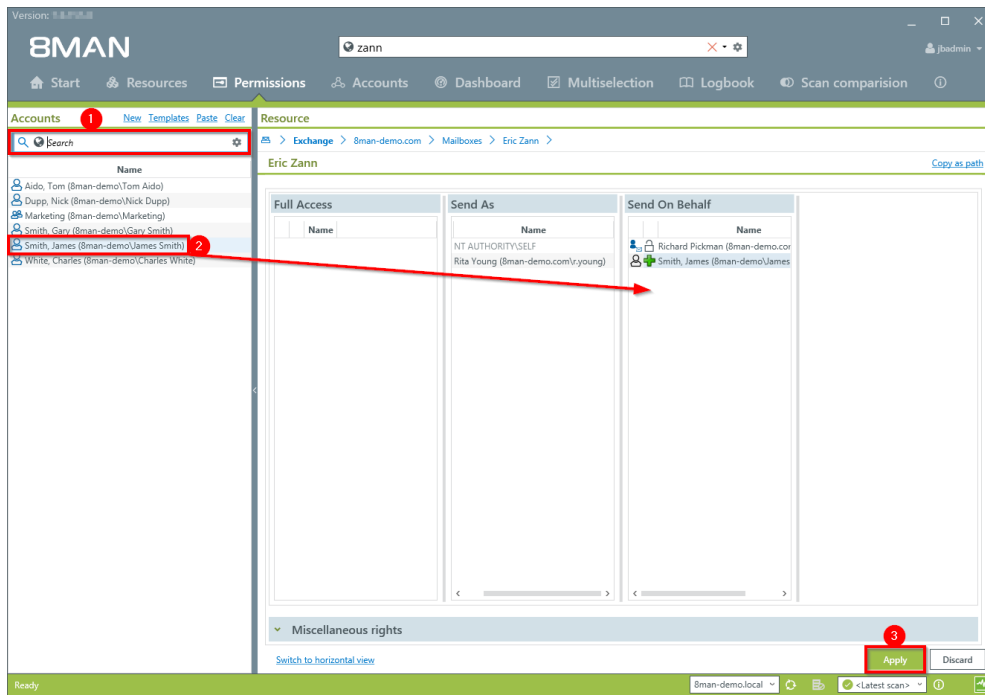 Version:
8MAN
zann
jbadmin
Start Resources Permissions Accounts Dashboard Multiselection Logbook Scan comparision
Accounts 1 New Templates Paste Clear
Search
Name
Aido, Tom (8man-demo\Tom Aido)
Dupp, Nick (8man-demo\Nick Dupp)
Marketing (8man-demo\Marketing)
Smith, Gary (8man-demo\Gary Smith)
Smith, James (8man-demo\James Smith) 2
White, Charles (8man-demo\Charles White)
Resource
> Exchange > 8man-demo.com > Mailboxes > Eric Zann >
Eric Zann Copy as path
Full Access
Name
Send As
Name
NT AUTHORITY\SELF
Rita Young (8man-demo.com\r.young)
Send On Behalf
Name
Richard Pickman (8man-demo.cor
Smith, James (8man-demo\James
Miscellaneous rights
3
Switch to horizontal view Apply Discard
Ready 8man-demo.local <Latest scan>